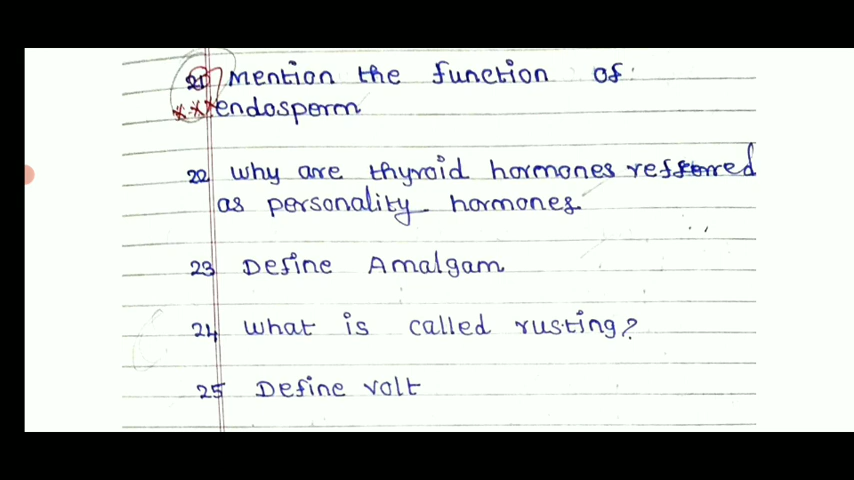 21 Mention the function of
***endosperm
22 why are thyroid hormones reffered
as personality hormones
23 Define Amalgam
24 what is called rusting?
25 Define volt